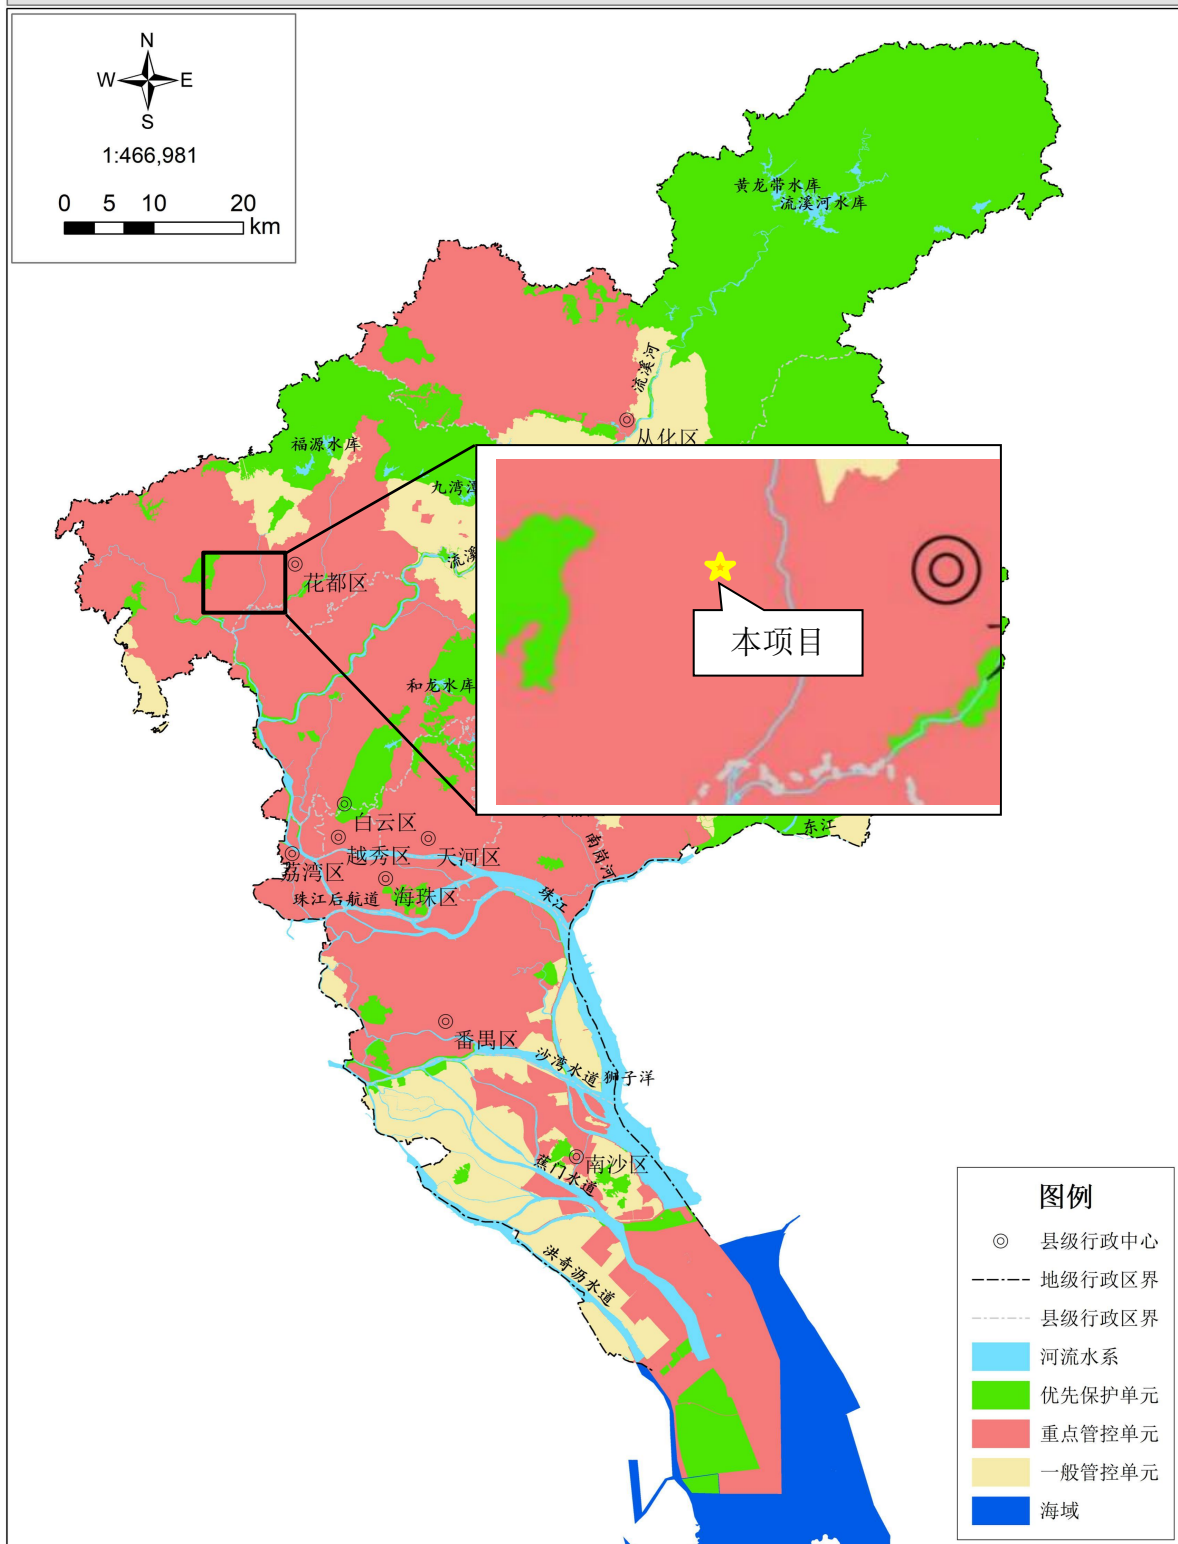 N
W E
S
1:466,981
0 5 10 20
km
黄龙带水库
流溪河水库
流溪河
从化区
福源水库
九湾潭
流溪
花都区
本项目
和龙水库
白云区
越秀区
天河区
荔湾区
海珠区
珠江后航道
珠江
南岗河
东江
番禺区
沙湾水道
狮子洋
南沙区
蕉门水道
洪奇沥水道
图例
县级行政中心
地级行政区界
县级行政区界
河流水系
优先保护单元
重点管控单元
一般管控单元
海域